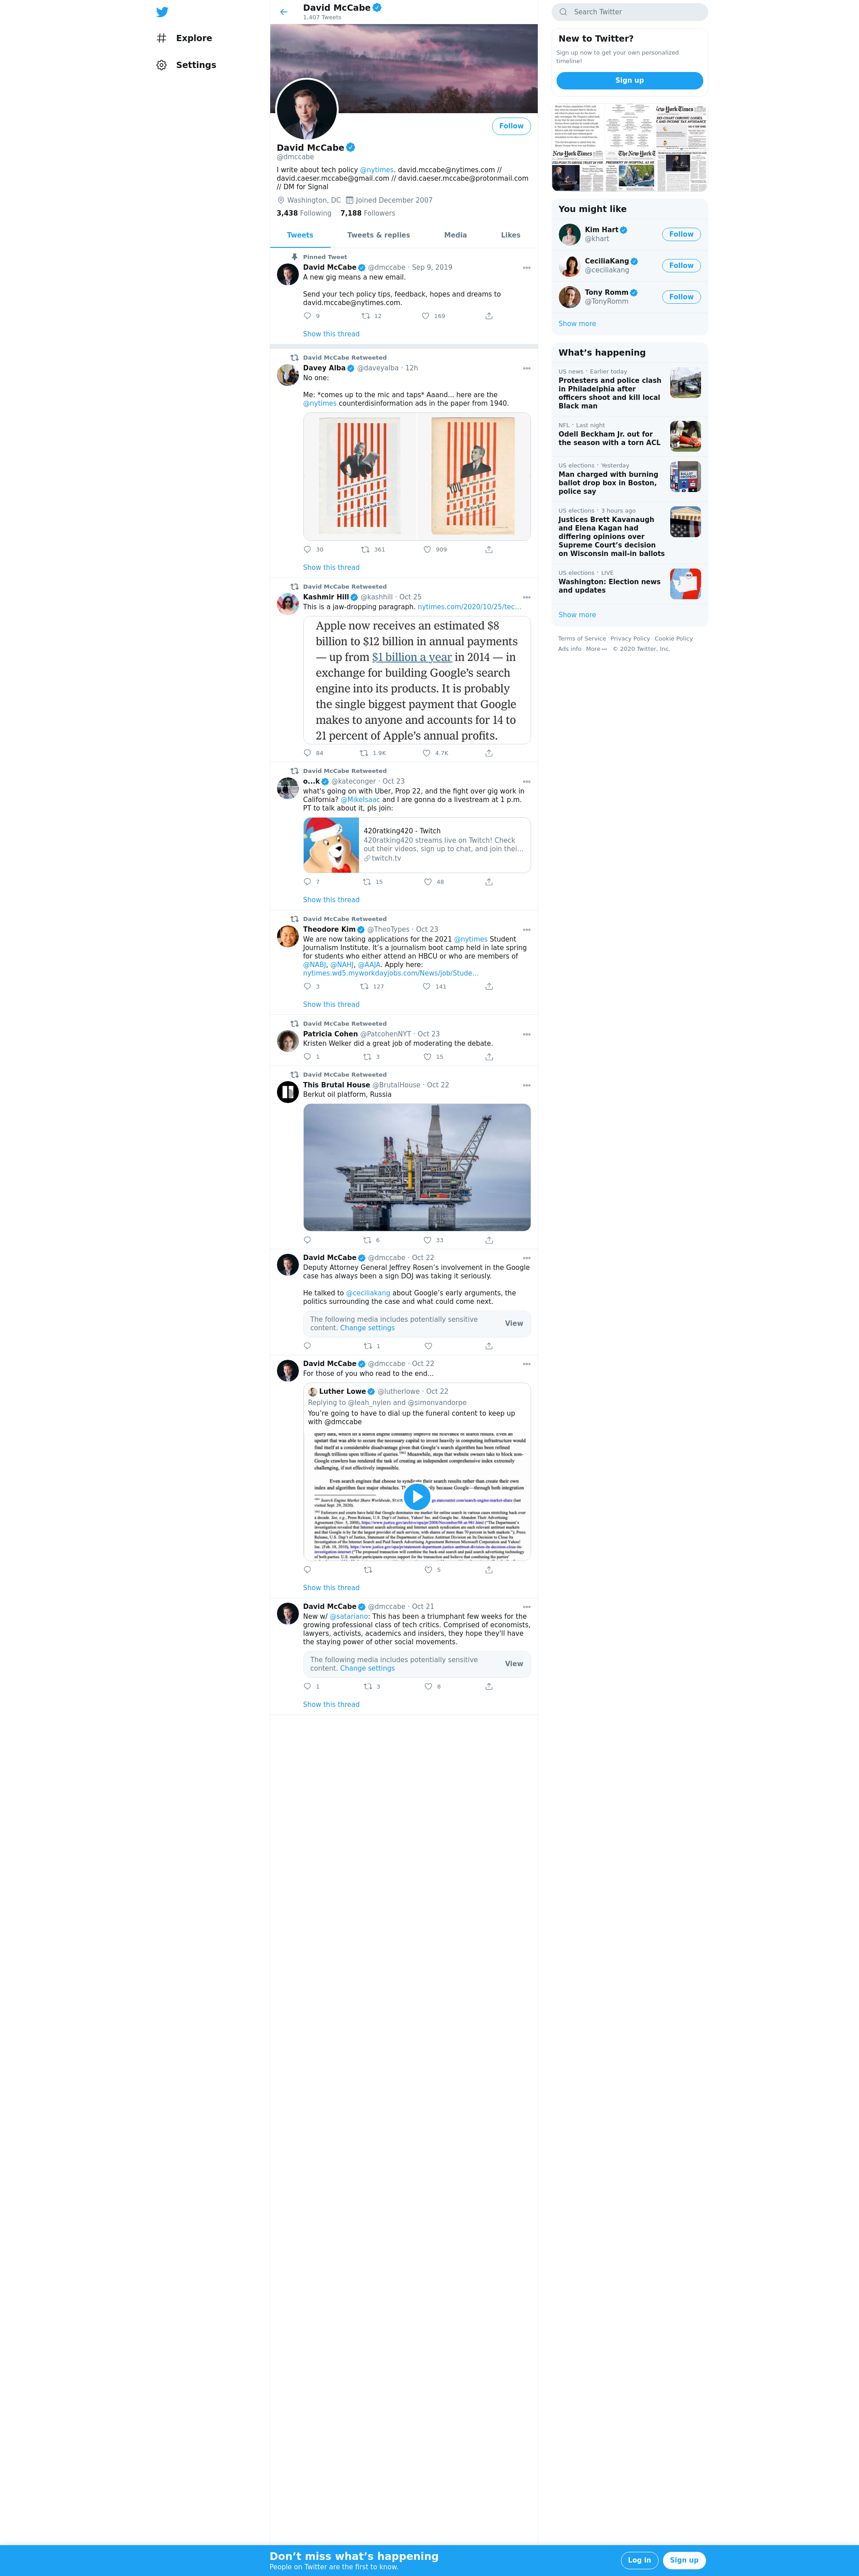 Explore
Settings
David McCabe
1,407 Tweets
Follow
David McCabe
@dmccabe
I write about tech policy @nytimes. david.mccabe@nytimes.com //
david.caeser.mccabe@gmail.com // david.caeser.mccabe@protonmail.com
// DM for Signal
Washington, DC Joined December 2007
3,438 Following 7,188 Followers
Tweets Tweets & replies Media Likes
Pinned Tweet
David McCabe @dmccabe · Sep 9, 2019
A new gig means a new email.
Send your tech policy tips, feedback, hopes and dreams to
david.mccabe@nytimes.com.
9 12 169
Show this thread
David McCabe Retweeted
Davey Alba @daveyalba · 12h
No one:
Me: *comes up to the mic and taps* Aaand... here are the
@nytimes counterdisinformation ads in the paper from 1940.
30 361 909
Show this thread
David McCabe Retweeted
Kashmir Hill @kashhill · Oct 25
This is a jaw-dropping paragraph. nytimes.com/2020/10/25/tec…
Apple now receives an estimated $8
billion to $12 billion in annual payments
— up from $1 billion a year in 2014 — in
exchange for building Google's search
engine into its products. It is probably
the single biggest payment that Google
makes to anyone and accounts for 14 to
21 percent of Apple's annual profits.
84 1.9K 4.7K
David McCabe Retweeted
o...k @kateconger · Oct 23
what's going on with Uber, Prop 22, and the fight over gig work in
California? @MikeIsaac and I are gonna do a livestream at 1 p.m.
PT to talk about it, pls join:
420ratking420 - Twitch
420ratking420 streams live on Twitch! Check
out their videos, sign up to chat, and join thei…
twitch.tv
7 15 48
Show this thread
David McCabe Retweeted
Theodore Kim @TheoTypes · Oct 23
We are now taking applications for the 2021 @nytimes Student
Journalism Institute. It's a journalism boot camp held in late spring
for students who either attend an HBCU or who are members of
@NABJ, @NAHJ, @AAJA. Apply here:
nytimes.wd5.myworkdayjobs.com/News/job/Stude…
3 127 141
Show this thread
David McCabe Retweeted
Patricia Cohen @PatcohenNYT · Oct 23
Kristen Welker did a great job of moderating the debate.
1 3 15
David McCabe Retweeted
This Brutal House @BrutalHouse · Oct 22
Berkut oil platform, Russia
6 33
David McCabe @dmccabe · Oct 22
Deputy Attorney General Jeffrey Rosen's involvement in the Google
case has always been a sign DOJ was taking it seriously.
He talked to @ceciliakang about Google's early arguments, the
politics surrounding the case and what could come next.
The following media includes potentially sensitive
content. Change settings
View
1
David McCabe @dmccabe · Oct 22
For those of you who read to the end...
Luther Lowe @lutherlowe · Oct 22
Replying to @leah_nylen and @simonvandorpe
You're going to have to dial up the funeral content to keep up
with @dmccabe
5
Show this thread
David McCabe @dmccabe · Oct 21
New w/ @satariano: This has been a triumphant few weeks for the
growing professional class of tech critics. Comprised of economists,
lawyers, activists, academics and insiders, they hope they'll have
the staying power of other social movements.
The following media includes potentially sensitive
content. Change settings
View
1 3 8
Show this thread
Search Twitter
New to Twitter?
Sign up now to get your own personalized
timeline!
Sign up
You might like
Kim Hart
@khart
Follow
CeciliaKang
@ceciliakang
Follow
Tony Romm
@TonyRomm
Follow
Show more
What's happening
US news · Earlier today
Protesters and police clash
in Philadelphia after
officers shoot and kill local
Black man
NFL · Last night
Odell Beckham Jr. out for
the season with a torn ACL
US elections · Yesterday
Man charged with burning
ballot drop box in Boston,
police say
US elections · 3 hours ago
Justices Brett Kavanaugh
and Elena Kagan had
differing opinions over
Supreme Court's decision
on Wisconsin mail-in ballots
US elections · LIVE
Washington: Election news
and updates
Show more
Terms of Service Privacy Policy Cookie Policy
Ads info More © 2020 Twitter, Inc.
Don't miss what's happening
People on Twitter are the first to know.
Log in
Sign up